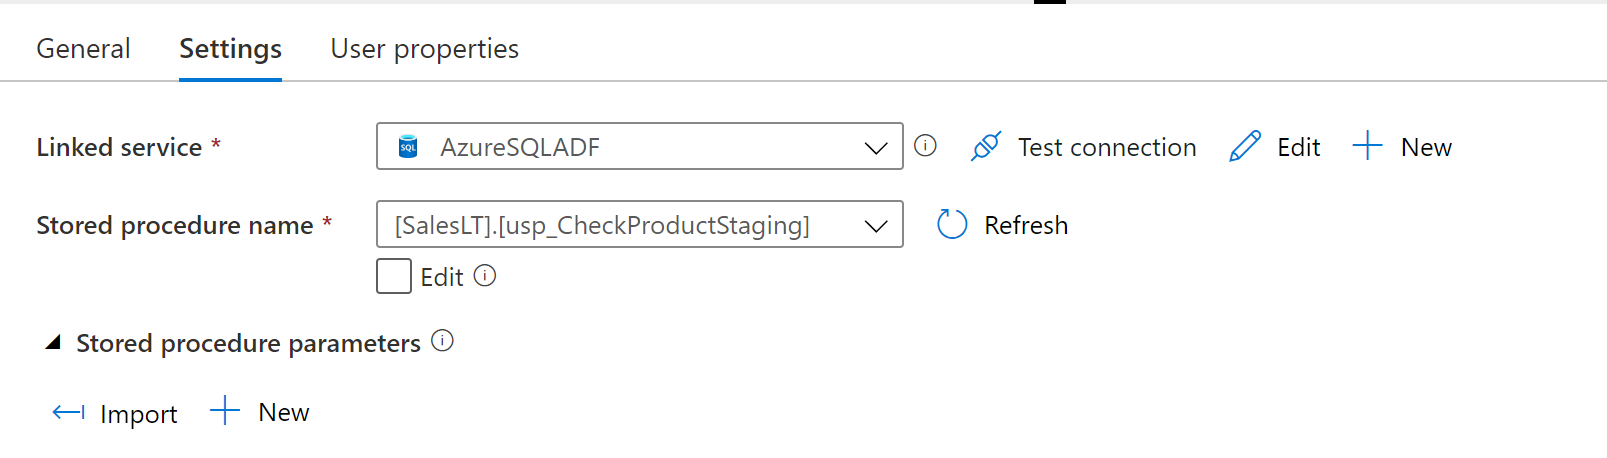 General Settings User properties
Linked service * SQL AzureSQLADF Test connection Edit New
Stored procedure name * [SalesLT].[usp_CheckProductStaging] Refresh
Edit
Stored procedure parameters
Import New